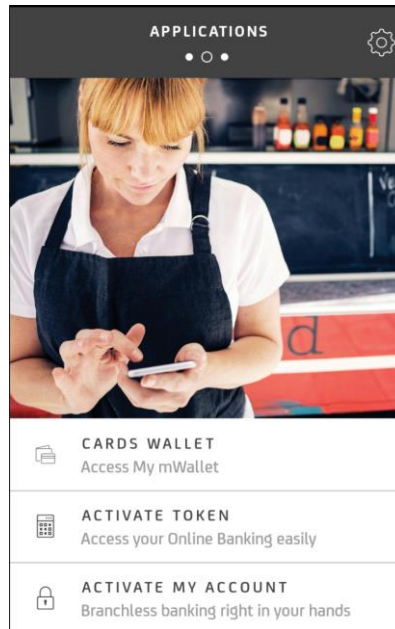 APPLICATIONS
d
CARDS WALLET
Access My mWallet
ACTIVATE TOKEN
Access your Online Banking easily
ACTIVATE MY ACCOUNT
Branchless banking right in your hands